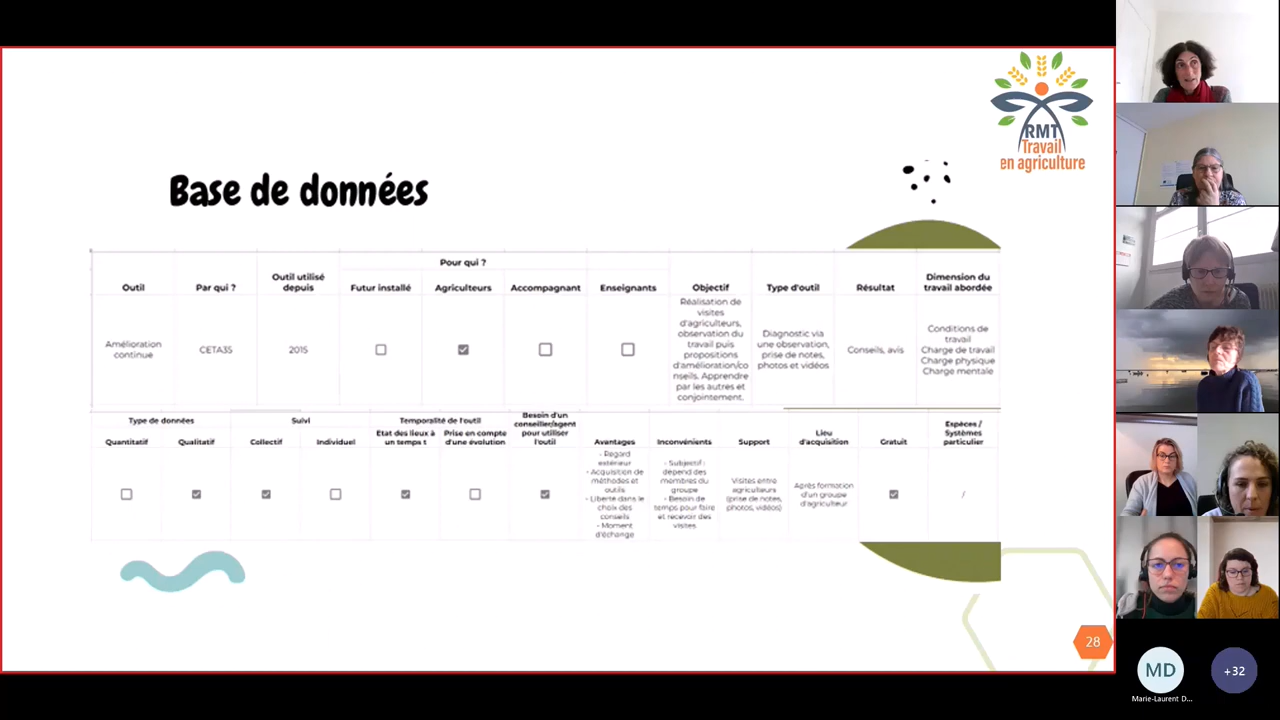 RMT
Travail
en agriculture
Base de données
Pour qui ?
Outil
Par qui ?
Outil utilisé
depuis
Futur installé
Agriculteurs
Accompagnant
Enseignants
Objectif
Type d'outil
Résultat
Dimension du
travail abordée
Amélioration
continue
CETA35
2015
Réalisation de
visites
d'agriculteurs,
observation du
travail puis
propositions
d'amélioration/co
nseils. Apprendre
par les autres et
conjointement.
Diagnostic via
une observation,
prise de notes,
photos et vidéos
Conseils, avis
Conditions de
travail
Charge de travail
Charge physique
Charge mentale
Type de données
Suivi
Temporalité de l'outil
Quantitatif
Qualitatif
Collectif
Individuel
Etat des lieux à
un temps t
Prise en compte
d'une évolution
Besoin d'un
conseiller/agent
pour utiliser
l'outil
Avantages
Inconvénients
Support
Lieu
d'acquisition
Gratuit
Espèces /
Systèmes
particulier
- Regard
extérieur
- Acquisition de
méthodes et
outils
- Liberté dans le
choix des
conseils
- Moment
d'échange
- Subjectif :
dépend des
membres du
groupe
- Besoin de
temps pour faire
et recevoir des
visites
Visites entre
agriculteurs
(prise de notes,
photos, vidéos)
Après formation
d'un groupe
d'agriculteur
/
28
MD
Marie-Laurent D...
+32